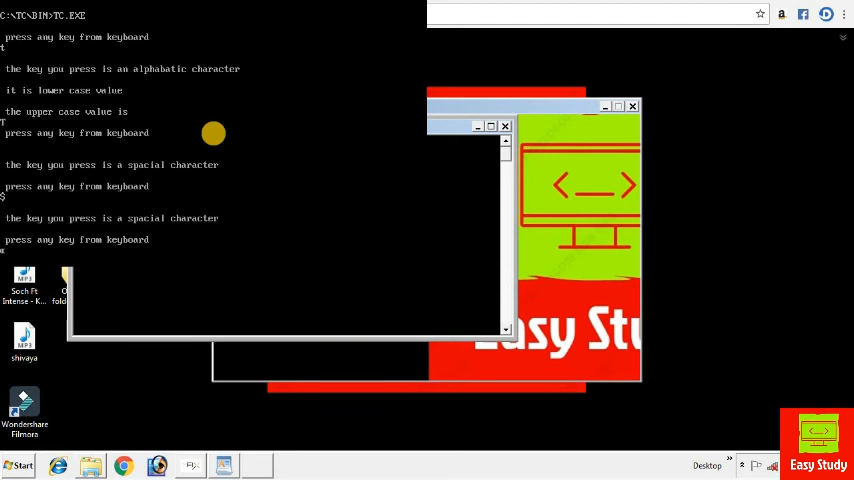 C:\TC\BIN>TC.EXE
press any key from keyboard
t
the key you press is an alphabatic character
it is lower case value
the upper case value is
T
press any key from keyboard
the key you press is a spacial character
press any key from keyboard
$
the key you press is a spacial character
press any key from keyboard
MP3
Soch Ft
Intense - K...
O
fold
shivaya
MP3
Wondershare
Filmora
Easy Stu
Start
Desktop
Easy Study